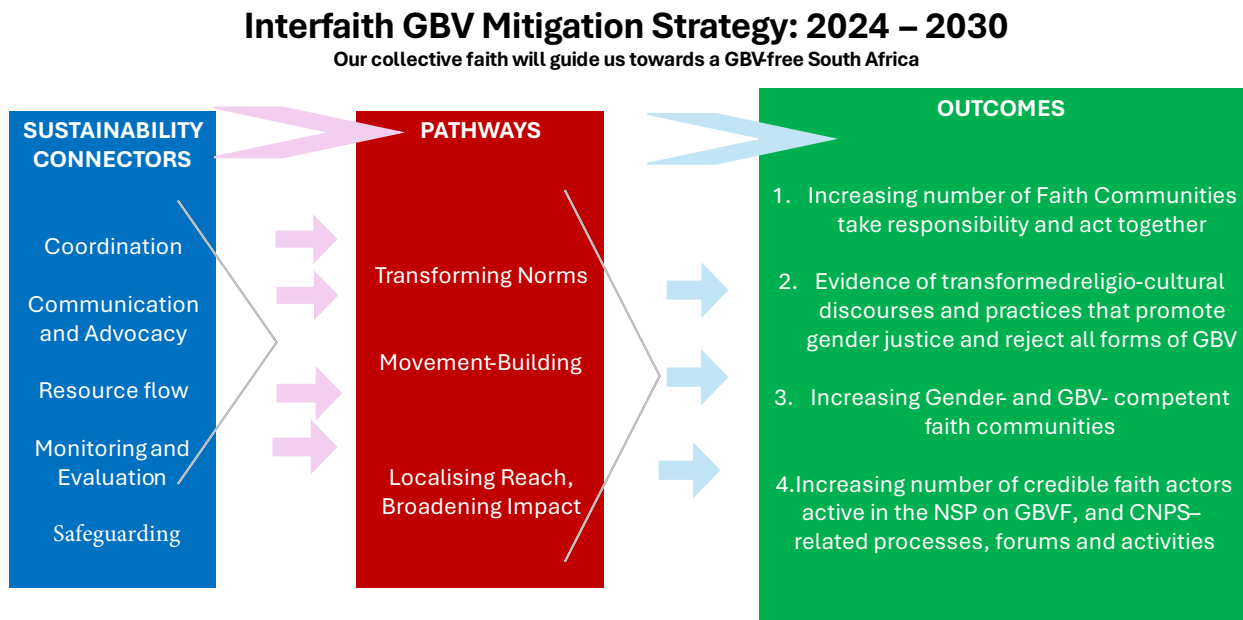 Interfaith GBV Mitigation Strategy: 2024 – 2030
Our collective faith will guide us towards a GBV-free South Africa
SUSTAINABILITY
CONNECTORS
Coordination
Communication
and Advocacy
Resource flow
Monitoring and
Evaluation
Safeguarding
PATHWAYS
Transforming Norms
Movement-Building
Localising Reach,
Broadening Impact
OUTCOMES
1. Increasing number of Faith Communities
take responsibility and act together
2. Evidence of transformedreligio-cultural
discourses and practices that promote
gender justice and reject all forms of GBV
3. Increasing Gender- and GBV- competent
faith communities
4.Increasing number of credible faith actors
active in the NSP on GBVF, and CNPS–
related processes, forums and activities